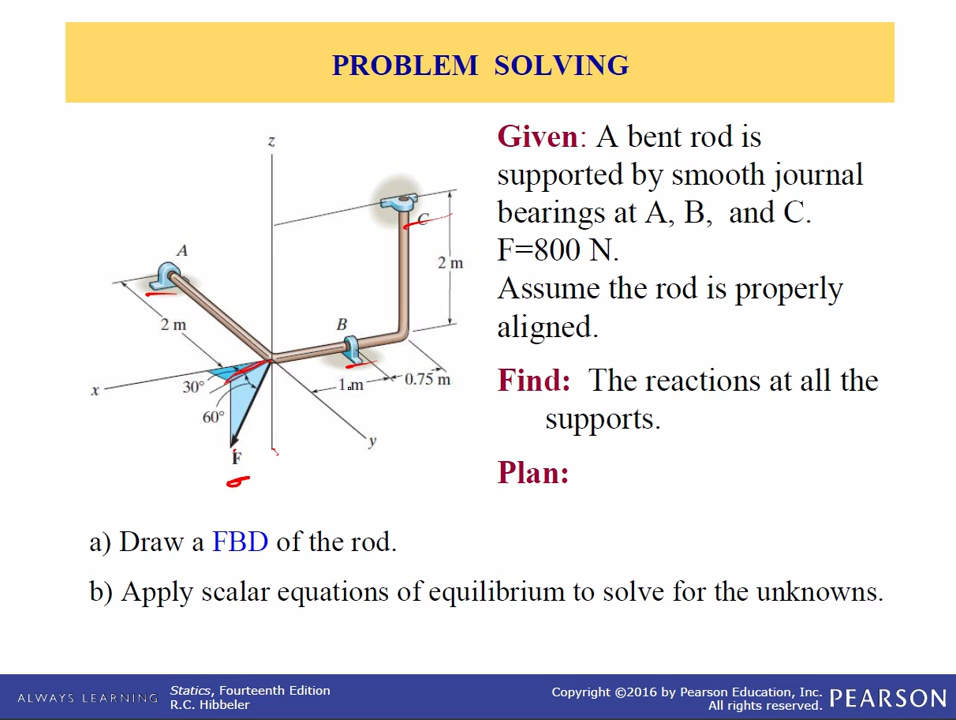 PROBLEM SOLVING
Given: A bent rod is
supported by smooth journal
bearings at A, B, and C.
F=800 N.
Assume the rod is properly
aligned.
Find: The reactions at all the
supports.
Plan:
z
C
A
2 m
2 m
B
x
30°
1 m
0.75 m
60°
y
F
a) Draw a FBD of the rod.
b) Apply scalar equations of equilibrium to solve for the unknowns.
ALWAYS LEARNING
Statics, Fourteenth Edition
R.C. Hibbeler
Copyright ©2016 by Pearson Education, Inc.
All rights reserved.
PEARSON